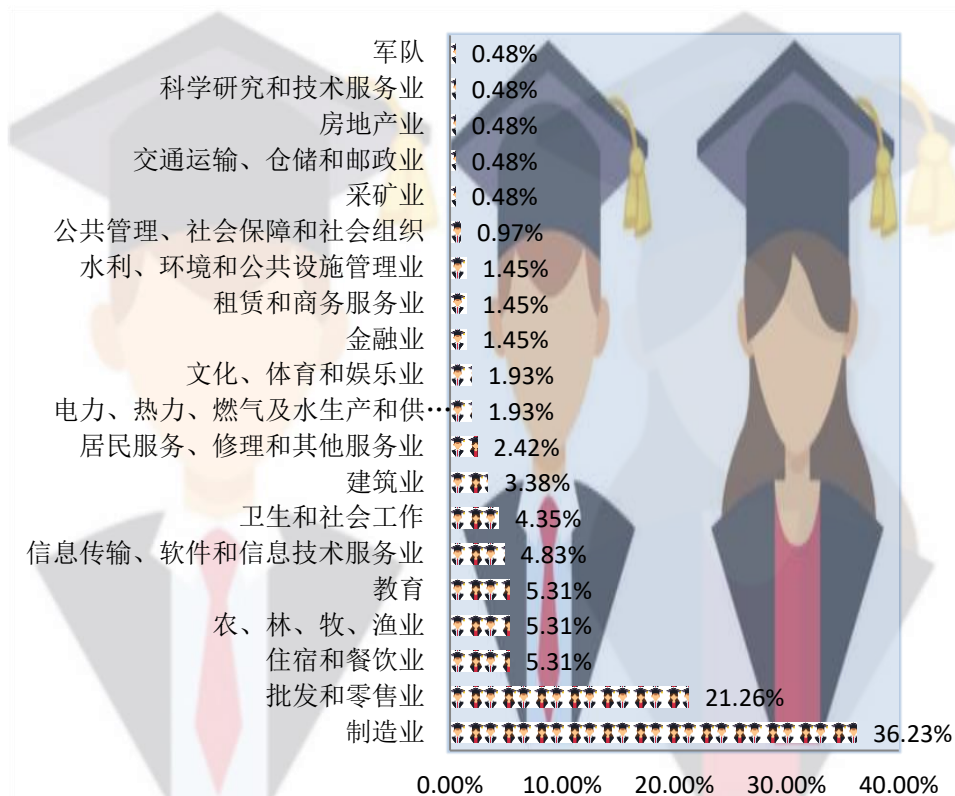 军队 0.48%
科学研究和技术服务业 0.48%
房地产业 0.48%
交通运输、仓储和邮政业 0.48%
采矿业 0.48%
公共管理、社会保障和社会组织 0.97%
水利、环境和公共设施管理业 1.45%
租赁和商务服务业 1.45%
金融业 1.45%
文化、体育和娱乐业 1.93%
电力、热力、燃气及水生产和供… 1.93%
居民服务、修理和其他服务业 2.42%
建筑业 3.38%
卫生和社会工作 4.35%
信息传输、软件和信息技术服务业 4.83%
教育 5.31%
农、林、牧、渔业 5.31%
住宿和餐饮业 5.31%
批发和零售业 21.26%
制造业 36.23%
0.00% 10.00% 20.00% 30.00% 40.00%